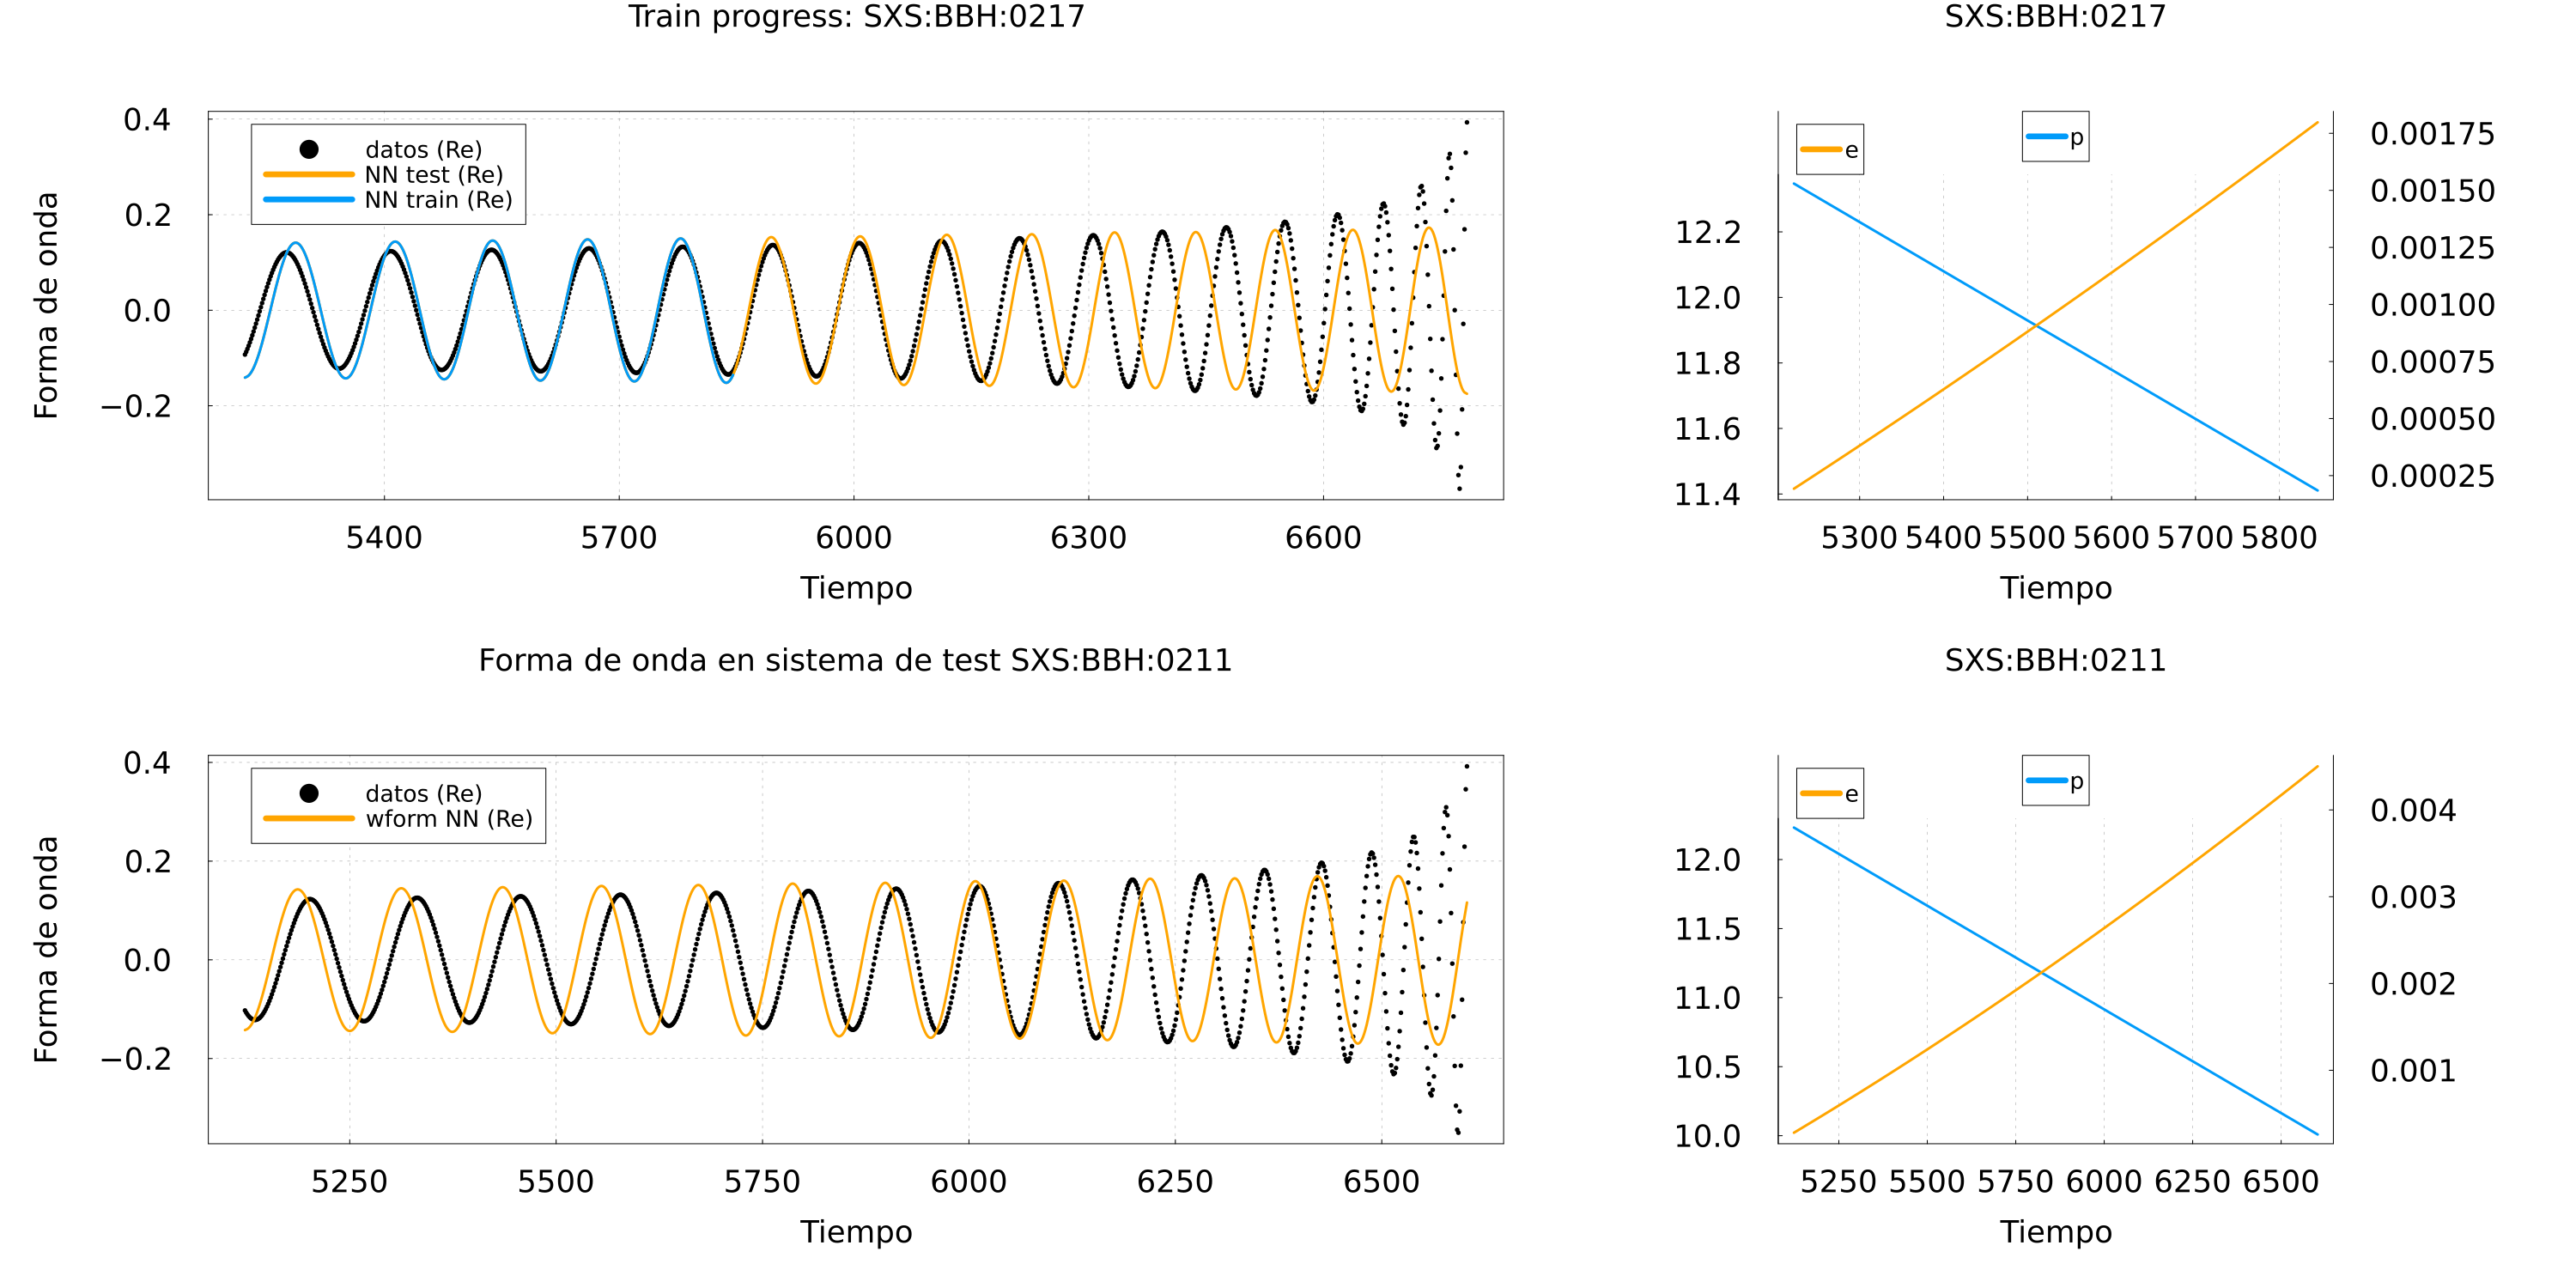 Train progress: SXS:BBH:0217
0.4
0.2
0.0
−0.2
Forma de onda
datos (Re)
NN test (Re)
NN train (Re)
5400 5700 6000 6300 6600
Tiempo
SXS:BBH:0217
e
p
12.2
12.0
11.8
11.6
11.4
0.00175
0.00150
0.00125
0.00100
0.00075
0.00050
0.00025
5300 5400 5500 5600 5700 5800
Tiempo
Forma de onda en sistema de test SXS:BBH:0211
0.4
0.2
0.0
−0.2
Forma de onda
datos (Re)
wform NN (Re)
5250 5500 5750 6000 6250 6500
Tiempo
SXS:BBH:0211
e
p
12.0
11.5
11.0
10.5
10.0
0.004
0.003
0.002
0.001
5250 5500 5750 6000 6250 6500
Tiempo